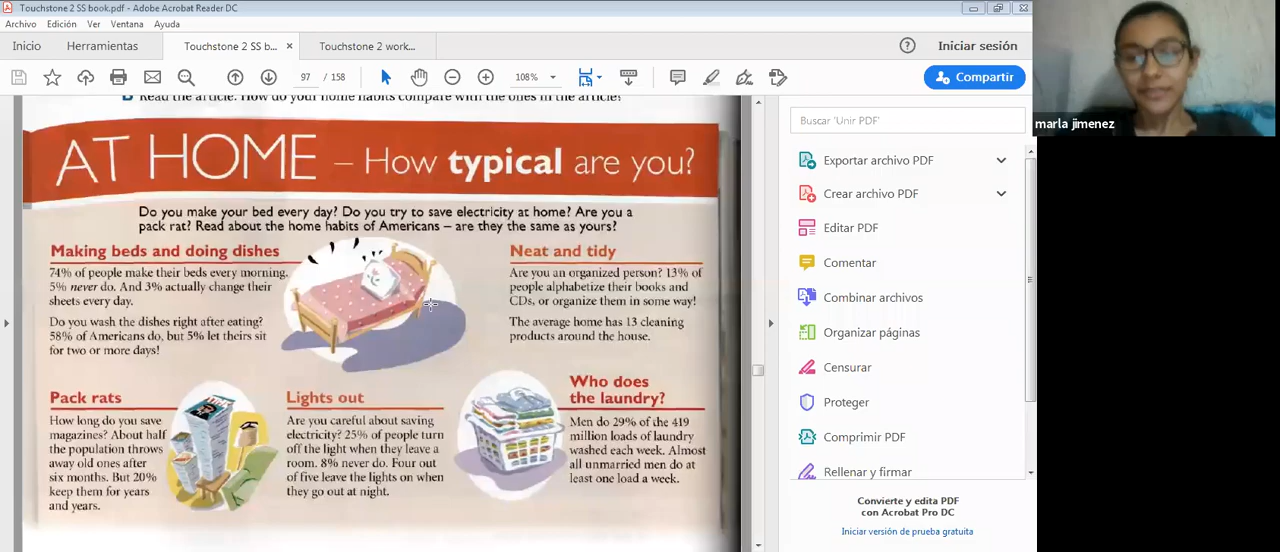 Touchstone 2 SS book.pdf - Adobe Acrobat Reader DC
Archivo Edición Ver Ventana Ayuda
Inicio Herramientas Touchstone 2 SS b... × Touchstone 2 work... Iniciar sesión
97 / 158 108% Compartir
B Read the article. How do your home habits compare with the ones in the article?
AT HOME – How typical are you?
Do you make your bed every day? Do you try to save electricity at home? Are you a
pack rat? Read about the home habits of Americans – are they the same as yours?
Making beds and doing dishes
74% of people make their beds every morning.
5% never do. And 3% actually change their
sheets every day.
Do you wash the dishes right after eating?
58% of Americans do, but 5% let theirs sit
for two or more days!
Neat and tidy
Are you an organized person? 13% of
people alphabetize their books and
CDs, or organize them in some way!
The average home has 13 cleaning
products around the house.
Pack rats
How long do you save
magazines? About half
the population throws
away old ones after
six months. But 20%
keep them for years
and years.
Lights out
Are you careful about saving
electricity? 25% of people turn
off the light when they leave a
room. 8% never do. Four out
of five leave the lights on when
they go out at night.
Who does
the laundry?
Men do 29% of the 419
million loads of laundry
washed each week. Almost
all unmarried men do at
least one load a week.
Buscar 'Unir PDF'
Exportar archivo PDF
Crear archivo PDF
Editar PDF
Comentar
Combinar archivos
Organizar páginas
Censurar
Proteger
Comprimir PDF
Rellenar y firmar
Convierte y edita PDF
con Acrobat Pro DC
Iniciar versión de prueba gratuita
marla jimenez